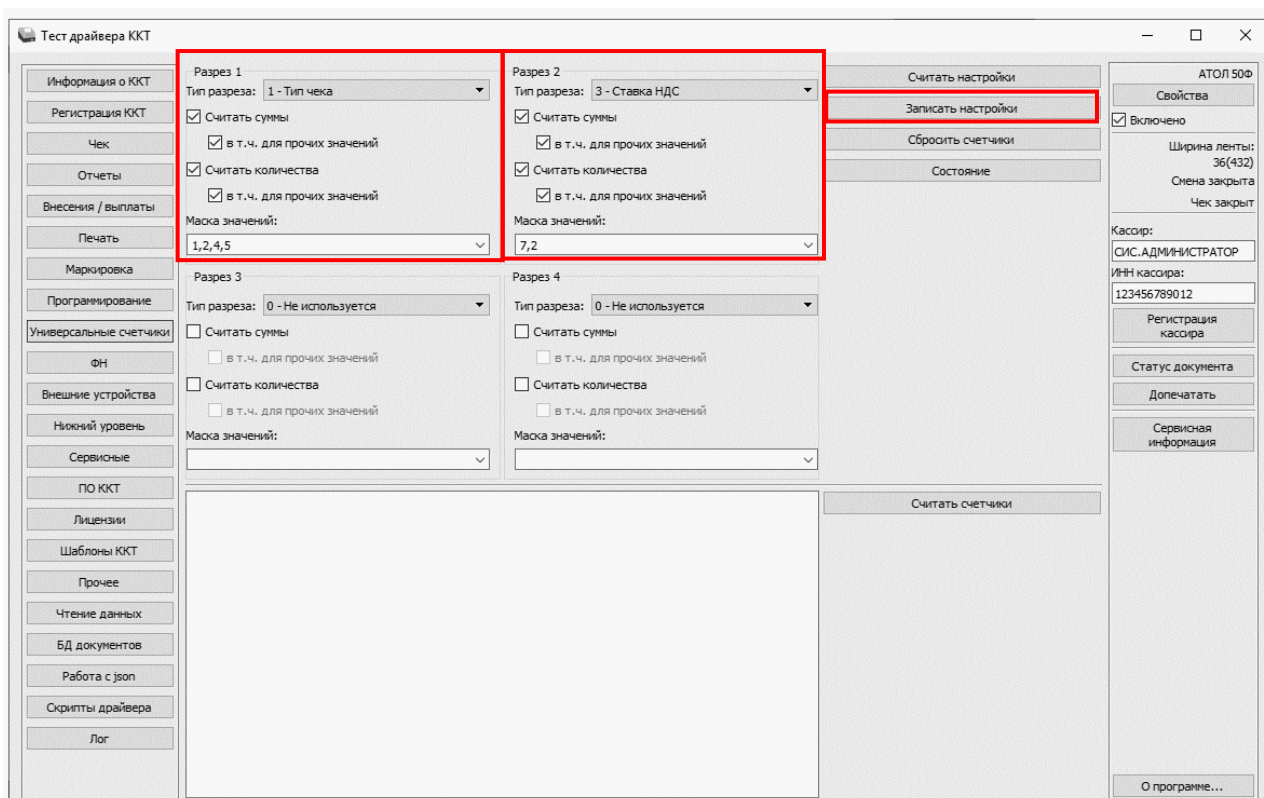 Тест драйвера ККТ
Информация о ККТ
Регистрация ККТ
Чек
Отчеты
Внесения / выплаты
Печать
Маркировка
Программирование
Универсальные счетчики
ФН
Внешние устройства
Нижний уровень
Сервисные
ПО ККТ
Лицензии
Шаблоны ККТ
Прочее
Чтение данных
БД документов
Работа с json
Скрипты драйвера
Лог
Разрез 1
Тип разреза: 1 - Тип чека
Считать суммы
в т.ч. для прочих значений
Считать количества
в т.ч. для прочих значений
Маска значений:
1,2,4,5
Разрез 2
Тип разреза: 3 - Ставка НДС
Считать суммы
в т.ч. для прочих значений
Считать количества
в т.ч. для прочих значений
Маска значений:
7,2
Разрез 3
Тип разреза: 0 - Не используется
Считать суммы
в т.ч. для прочих значений
Считать количества
в т.ч. для прочих значений
Маска значений:
Разрез 4
Тип разреза: 0 - Не используется
Считать суммы
в т.ч. для прочих значений
Считать количества
в т.ч. для прочих значений
Маска значений:
Считать настройки
Записать настройки
Сбросить счетчики
Состояние
Считать счетчики
АТОЛ 50Ф
Свойства
Включено
Ширина ленты:
36(432)
Смена закрыта
Чек закрыт
Кассир:
СИС.АДМИНИСТРАТОР
ИНН кассира:
123456789012
Регистрация
кассира
Статус документа
Допечатать
Сервисная
информация
О программе...